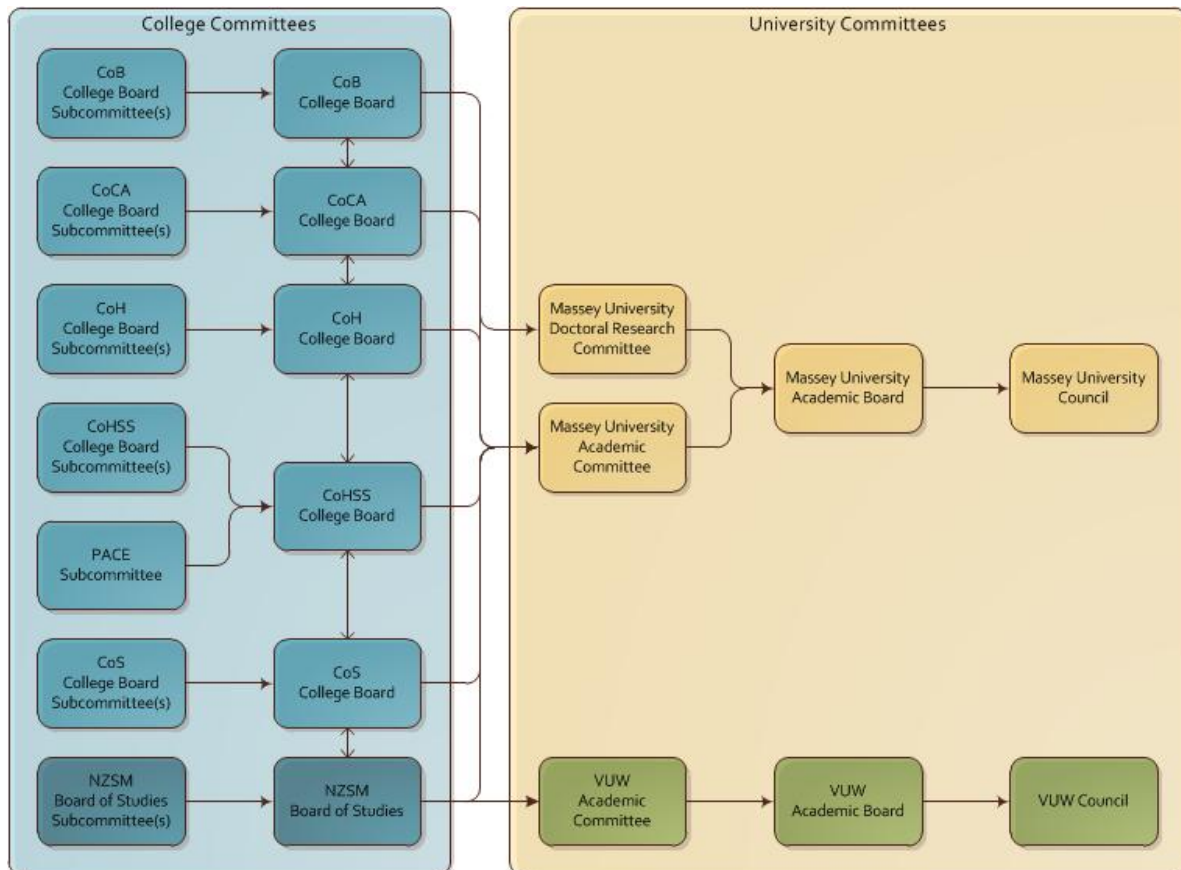 College Committees
University Committees
CoB
College Board
Subcommittee(s)
CoB
College Board
CoCA
College Board
Subcommittee(s)
CoCA
College Board
CoH
College Board
Subcommittee(s)
CoH
College Board
Massey University
Doctoral Research
Committee
Massey University
Academic Board
Massey University
Council
CoHSS
College Board
Subcommittee(s)
Massey University
Academic
Committee
CoHSS
College Board
PACE
Subcommittee
CoS
College Board
Subcommittee(s)
CoS
College Board
NZSM
Board of Studies
Subcommittee(s)
NZSM
Board of Studies
VUW
Academic
Committee
VUW
Academic Board
VUW Council